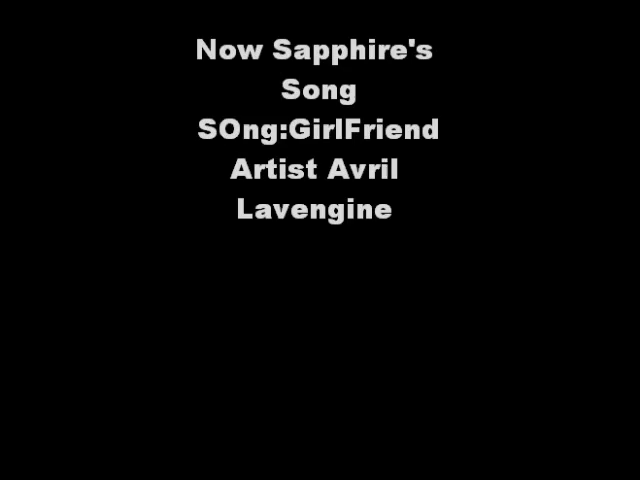 Now Sapphire's
Song
SOng:GirlFriend
Artist Avril
Lavengine